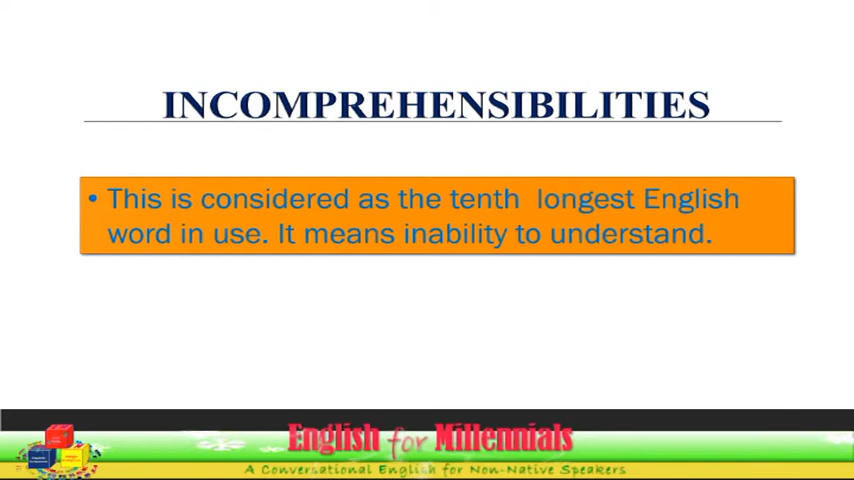 INCOMPREHENSIBILITIES
• This is considered as the tenth longest English
word in use. It means inability to understand.
English for Millennials
A Conversational English for Non-Native Speakers